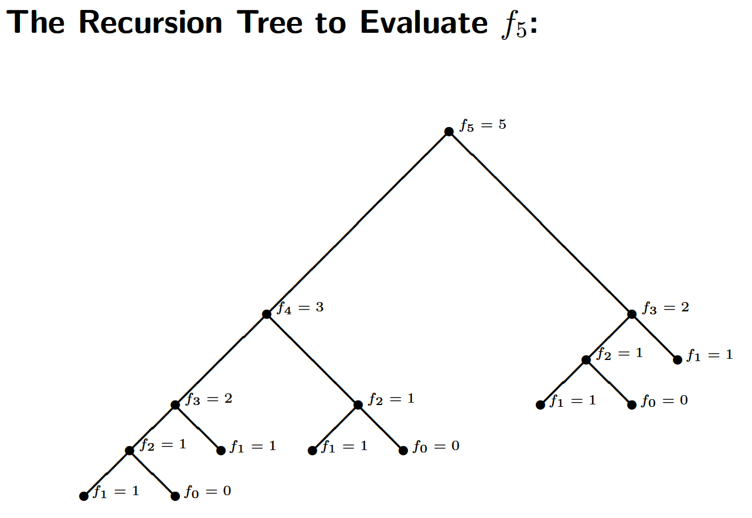 The Recursion Tree to Evaluate f₅:
f₅ = 5
f₄ = 3
f₃ = 2
f₂ = 1
f₁ = 1
f₃ = 2
f₂ = 1
f₁ = 1
f₀ = 0
f₂ = 1
f₁ = 1
f₁ = 1
f₀ = 0
f₁ = 1
f₀ = 0